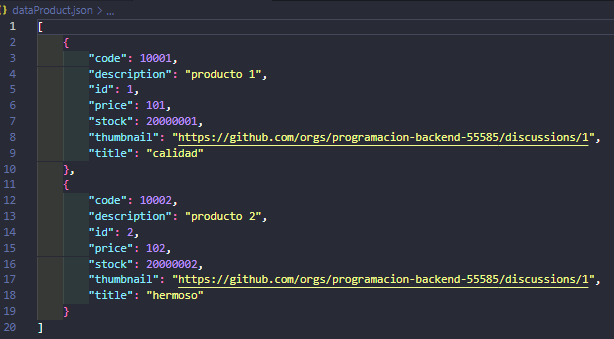 dataProduct.json > ...
1 [
2 {
3 "code": 10001,
4 "description": "producto 1",
5 "id": 1,
6 "price": 101,
7 "stock": 20000001,
8 "thumbnail": "https://github.com/orgs/programacion-backend-55585/discussions/1",
9 "title": "calidad"
10 },
11 {
12 "code": 10002,
13 "description": "producto 2",
14 "id": 2,
15 "price": 102,
16 "stock": 20000002,
17 "thumbnail": "https://github.com/orgs/programacion-backend-55585/discussions/1",
18 "title": "hermoso"
19 }
20 ]